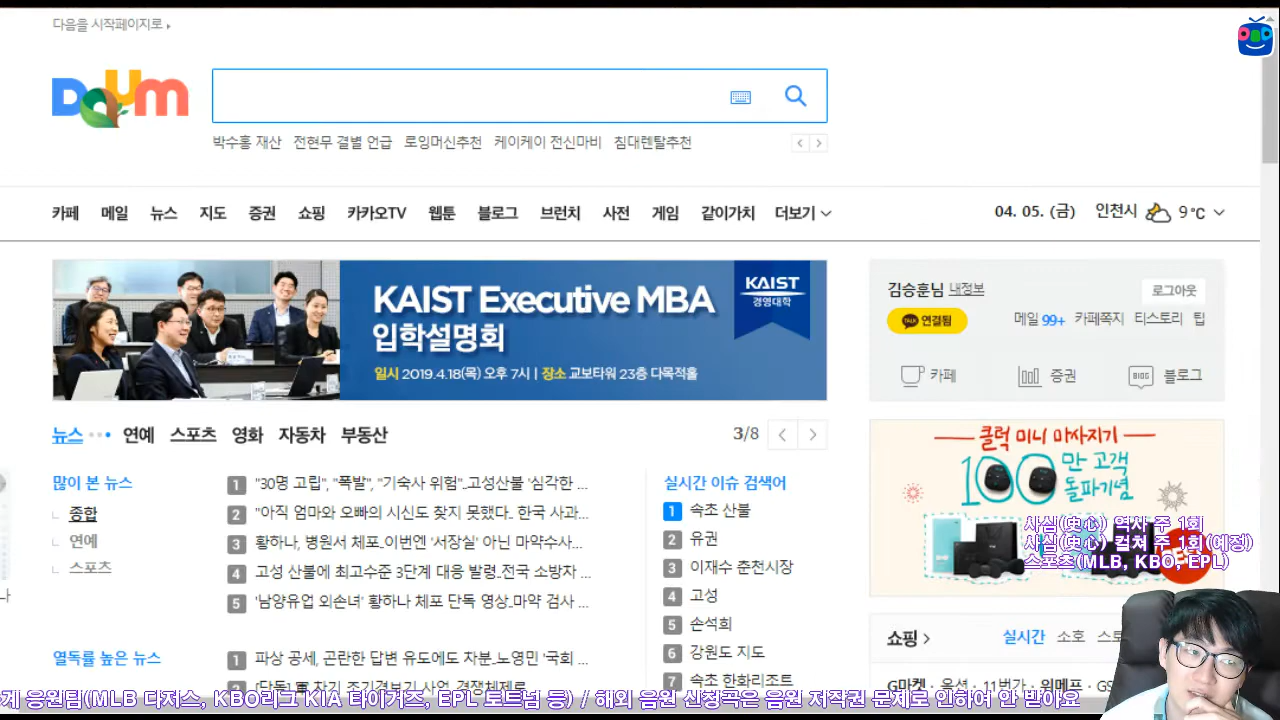 다음을 시작페이지로
Daum
박수홍 재산 전현무 결별 언급 로잉머신추천 케이케이 전신마비 침대렌탈추천
카페 메일 뉴스 지도 증권 쇼핑 카카오TV 웹툰 블로그 브런치 사전 게임 같이가치 더보기
04. 05. (금) 인천시 9℃
KAIST Executive MBA
입학설명회
일시 2019.4.18(목) 오후 7시 | 장소 교보타워 23층 다목적홀
KAIST
경영대학
김승훈님 내정보 로그아웃
TALK 연결됨 메일 99+ 카페쪽지 티스토리 팁
카페 증권 BLOG 블로그
뉴스 연예 스포츠 영화 자동차 부동산 3/8
많이 본 뉴스
종합
연예
스포츠
1 "30명 고립", "폭발", "기숙사 위험"..고성산불 '심각한 ...
2 "아직 엄마와 오빠의 시신도 찾지 못했다.. 한국 사과...
3 황하나, 병원서 체포..이번엔 '서장실' 아닌 마약수사...
4 고성 산불에 최고수준 3단계 대응 발령..전국 소방차 ...
5 '남양유업 외손녀' 황하나 체포 단독 영상..마약 검사 ...
열독률 높은 뉴스
1 파상 공세, 곤란한 답변 유도에도 차분..노영민 '국회 ...
실시간 이슈 검색어
1 속초 산불
2 유권
3 이재수 춘천시장
4 고성
5 손석희
6 강원도 지도
7 속초 한화리조트
클럭 미니 마사지기
100만 고객
돌파기념
사심(史心) 역사 주 1회
사심(史心) 컬쳐 주 1회(예정)
스포츠(MLB, KBO, EPL)
쇼핑 실시간 소호
G마켓 · 옥션 · 11번가 · 위메프 · GS
게 응원팀(MLB 다저스, KBO리그 KIA 타이거즈, EPL 토트넘 등) / 해외 음원 신청곡은 음원 저작권 문제로 인하여 안 받아요